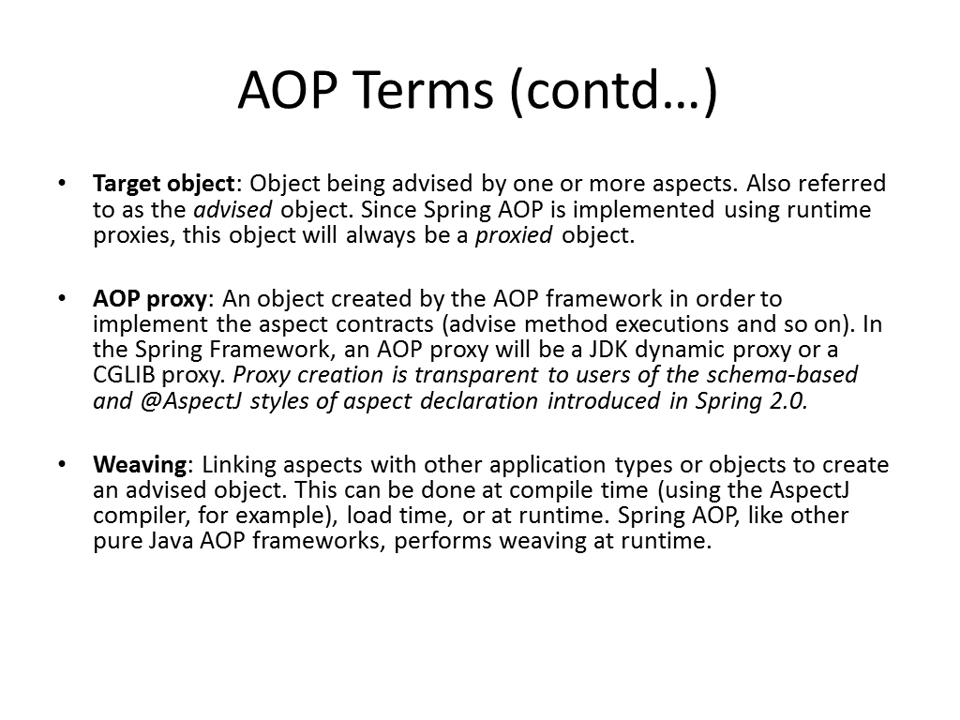 AOP Terms (contd…)
• Target object: Object being advised by one or more aspects. Also referred
to as the advised object. Since Spring AOP is implemented using runtime
proxies, this object will always be a proxied object.
• AOP proxy: An object created by the AOP framework in order to
implement the aspect contracts (advise method executions and so on). In
the Spring Framework, an AOP proxy will be a JDK dynamic proxy or a
CGLIB proxy. Proxy creation is transparent to users of the schema-based
and @AspectJ styles of aspect declaration introduced in Spring 2.0.
• Weaving: Linking aspects with other application types or objects to create
an advised object. This can be done at compile time (using the AspectJ
compiler, for example), load time, or at runtime. Spring AOP, like other
pure Java AOP frameworks, performs weaving at runtime.